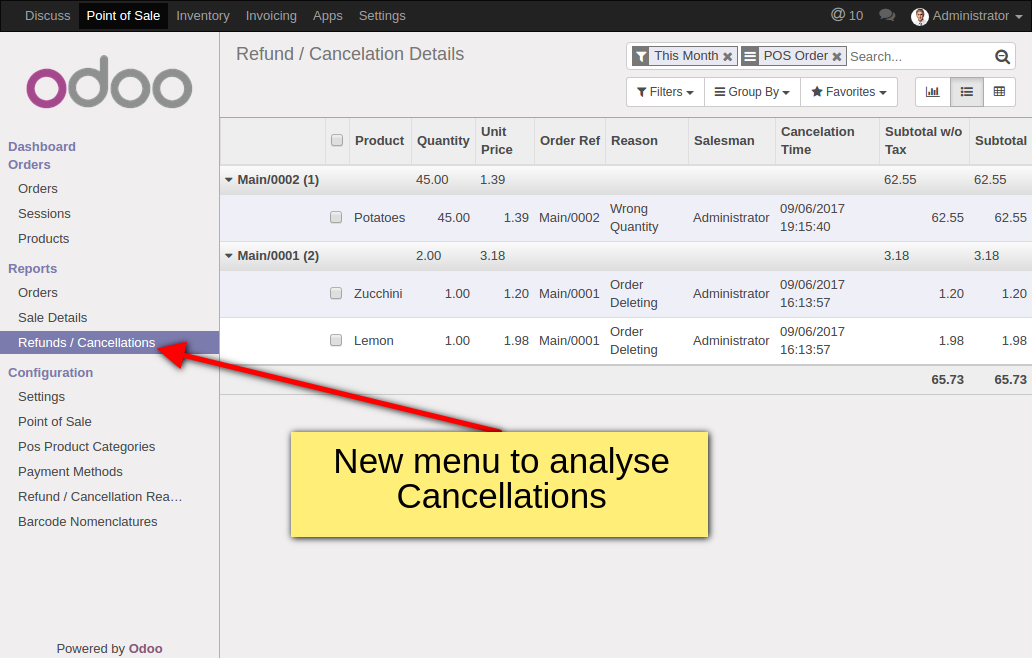 Discuss Point of Sale Inventory Invoicing Apps Settings @ 10 Administrator
odoo
Dashboard
Orders
Orders
Sessions
Products
Reports
Orders
Sale Details
Refunds / Cancellations
Configuration
Settings
Point of Sale
Pos Product Categories
Payment Methods
Refund / Cancellation Rea…
Barcode Nomenclatures
Powered by Odoo
Refund / Cancelation Details
This Month POS Order Search...
Filters Group By Favorites
Product Quantity Unit Price Order Ref Reason Salesman Cancelation Time Subtotal w/o Tax Subtotal
Main/0002 (1) 45.00 1.39 62.55 62.55
Potatoes 45.00 1.39 Main/0002 Wrong Quantity Administrator 09/06/2017 19:15:40 62.55 62.55
Main/0001 (2) 2.00 3.18 3.18 3.18
Zucchini 1.00 1.20 Main/0001 Order Deleting Administrator 09/06/2017 16:13:57 1.20 1.20
Lemon 1.00 1.98 Main/0001 Order Deleting Administrator 09/06/2017 16:13:57 1.98 1.98
65.73 65.73
New menu to analyse
Cancellations